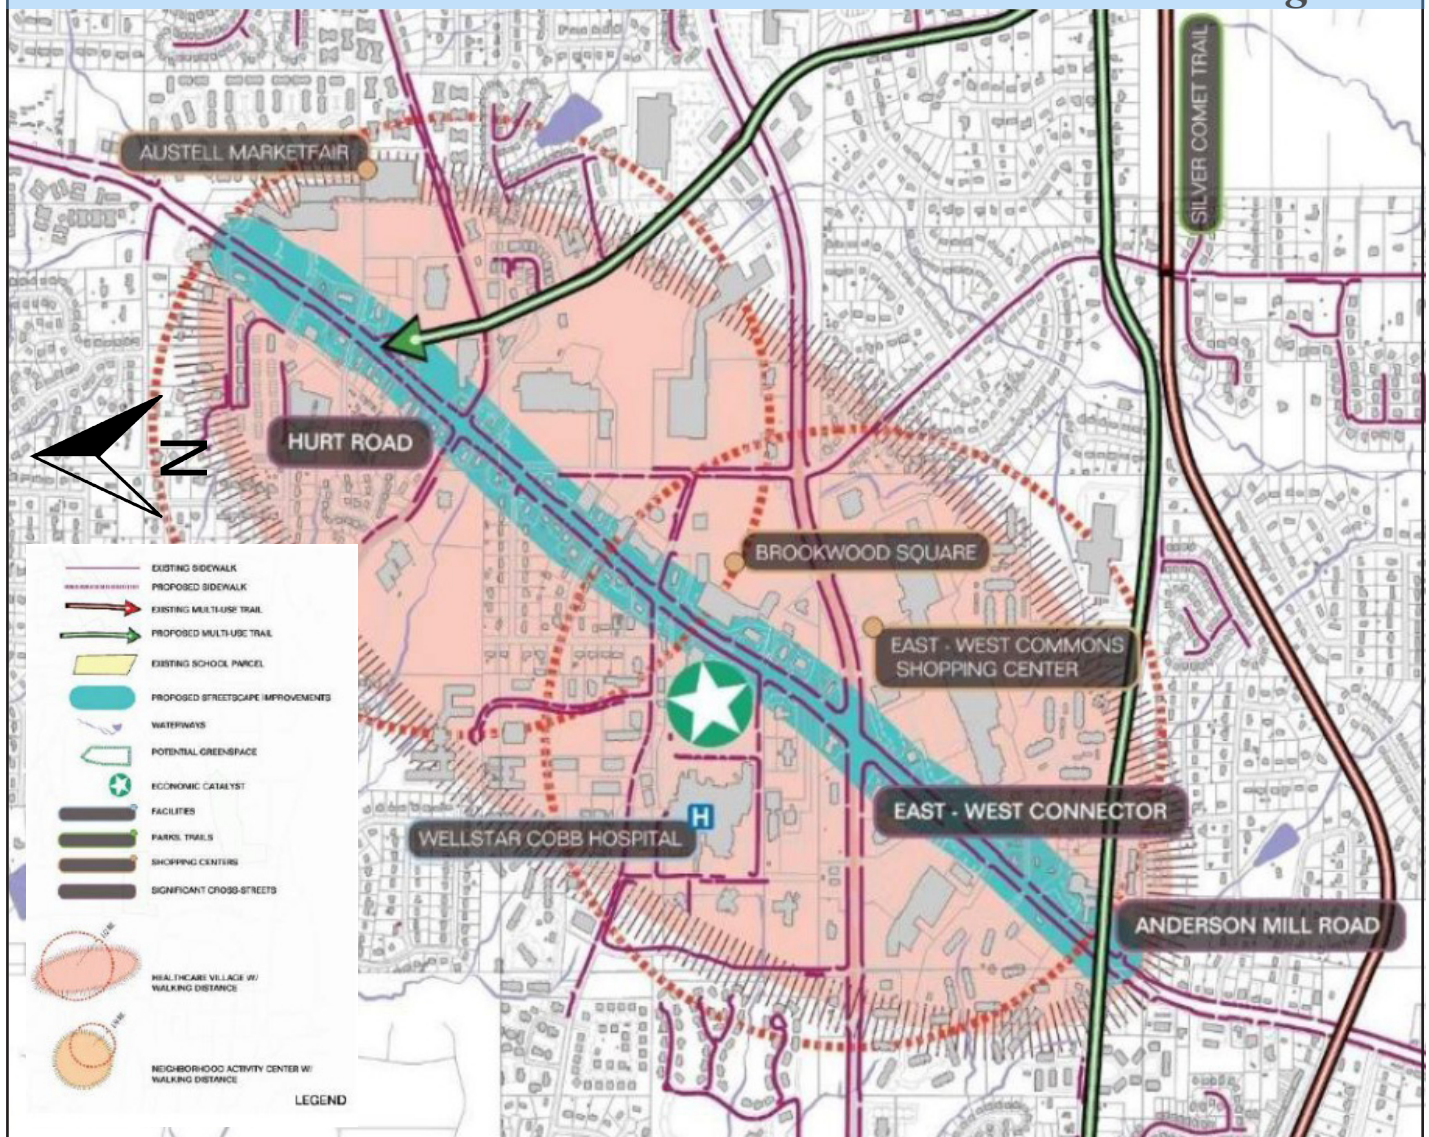 SILVER COMET TRAIL
AUSTELL MARKETFAIR
HURT ROAD
N
BROOKWOOD SQUARE
EAST - WEST COMMONS
SHOPPING CENTER
EAST - WEST CONNECTOR
H
WELLSTAR COBB HOSPITAL
ANDERSON MILL ROAD
EXISTING SIDEWALK
PROPOSED SIDEWALK
EXISTING MULTI-USE TRAIL
PROPOSED MULTI-USE TRAIL
EXISTING SCHOOL PARCEL
PROPOSED STREETSCAPE IMPROVEMENTS
WATERWAYS
POTENTIAL GREENSPACE
ECONOMIC CATALYST
FACILITIES
PARKS, TRAILS
SHOPPING CENTERS
SIGNIFICANT CROSS-STREETS
HEALTHCARE VILLAGE W/
WALKING DISTANCE
NEIGHBORHOOD ACTIVITY CENTER W/
WALKING DISTANCE
LEGEND